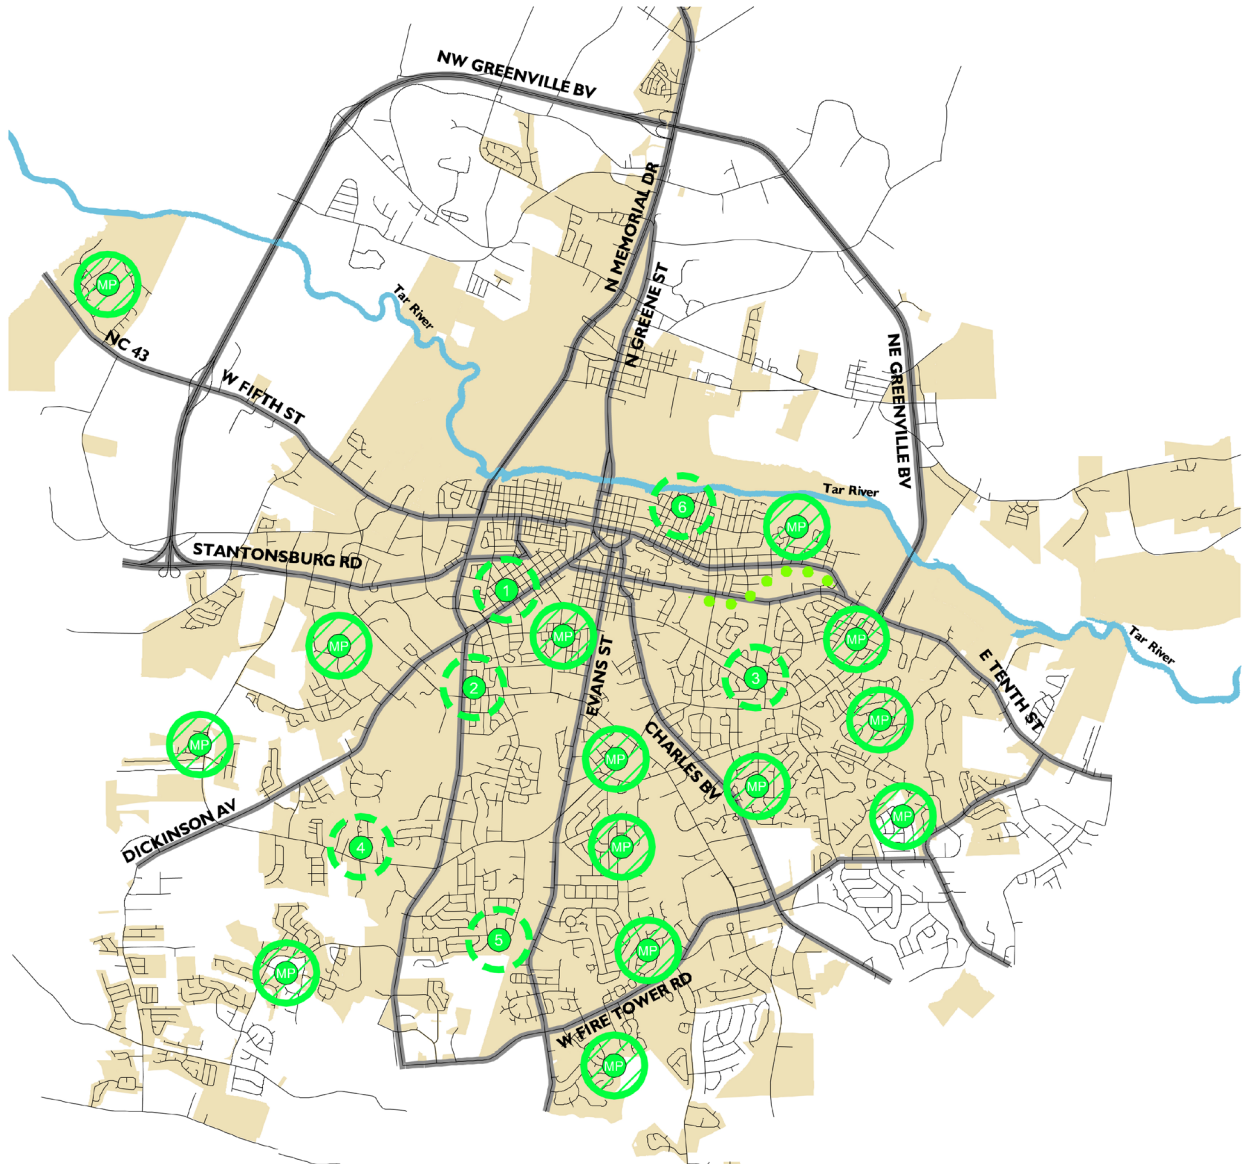 NW GREENVILLE BV
N MEMORIAL DR
MP
Tar River
N GREENE ST
NC 43
NE GREENVILLE BV
W FIFTH ST
6
Tar River
MP
STANTONSBURG RD
1
MP
MP
MP
Tar River
EVANS ST
3
E TENTH ST
2
MP
MP
MP
CHARLES BV
MP
MP
DICKINSON AV
4
MP
5
MP
MP
W FIRE TOWER RD
MP